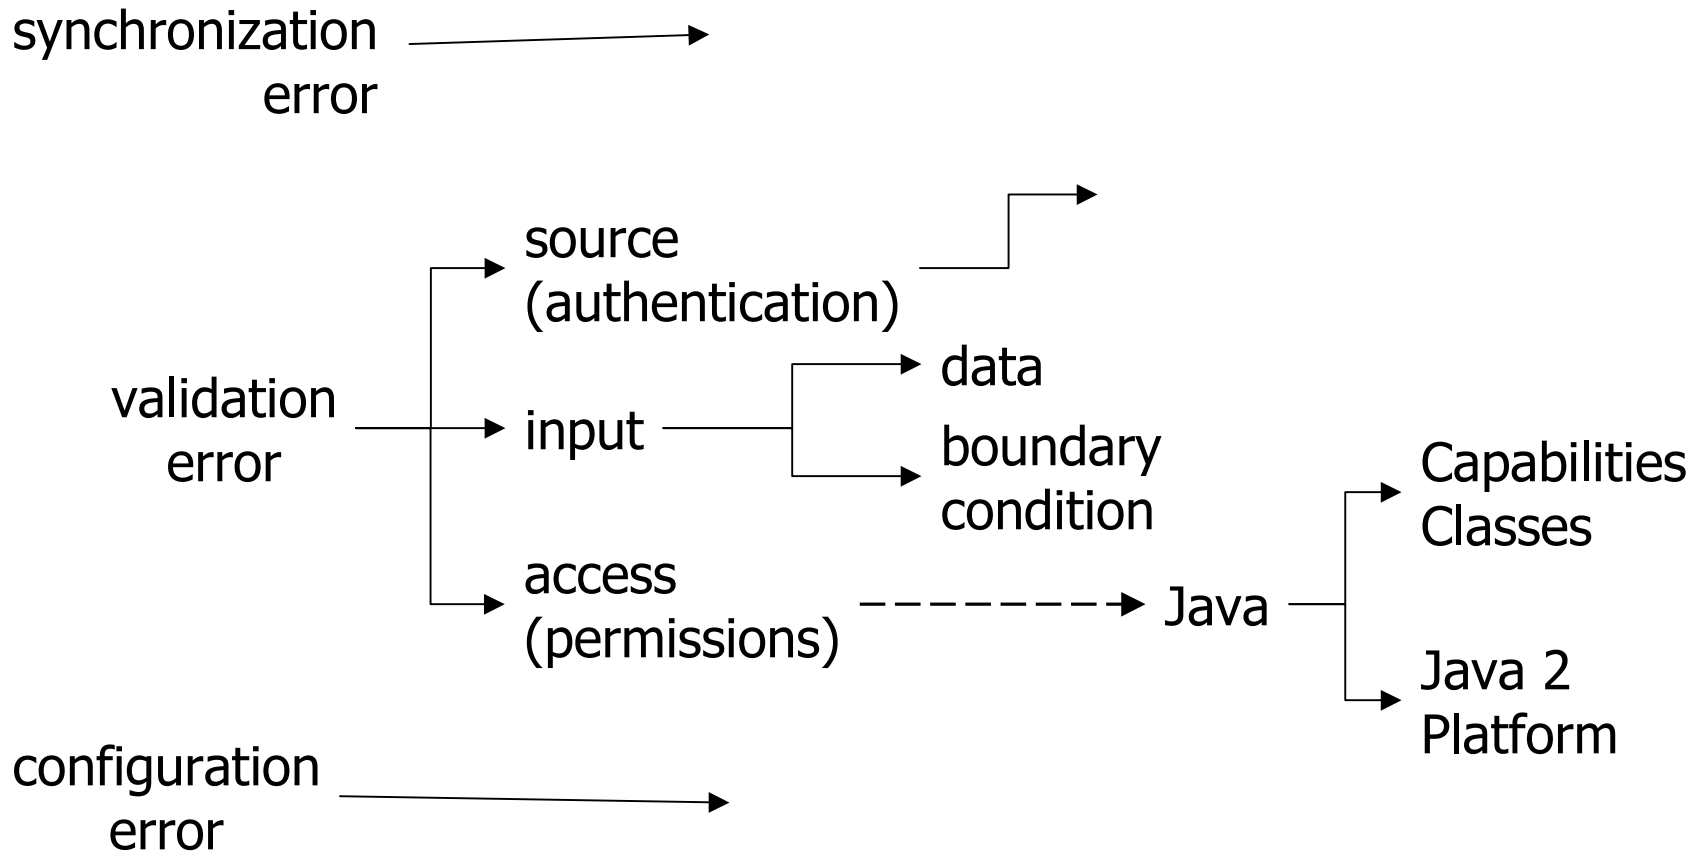 synchronization
error
source
(authentication)
validation
error
input
data
boundary
condition
access
(permissions)
Java
Capabilities
Classes
Java 2
Platform
configuration
error